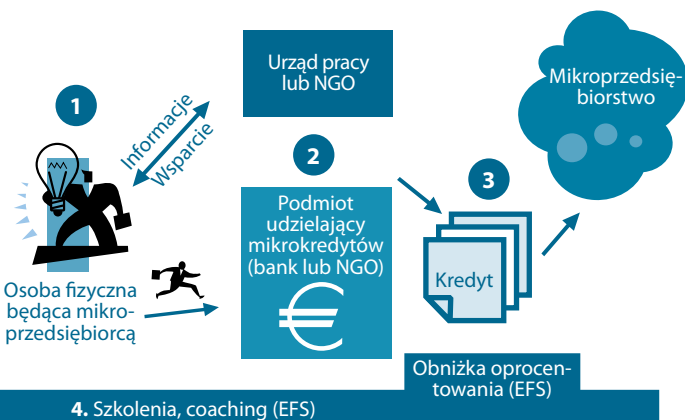 1
Informacje
Wsparcie
Osoba fizyczna
będąca mikro-
przedsiębiorcą
Urząd pracy
lub NGO
2
Podmiot
udzielający
mikrokredytów
(bank lub NGO)
€
3
Kredyt
Mikroprzedsię-
biorstwo
Obniżka oprocen-
towania (EFS)
4. Szkolenia, coaching (EFS)